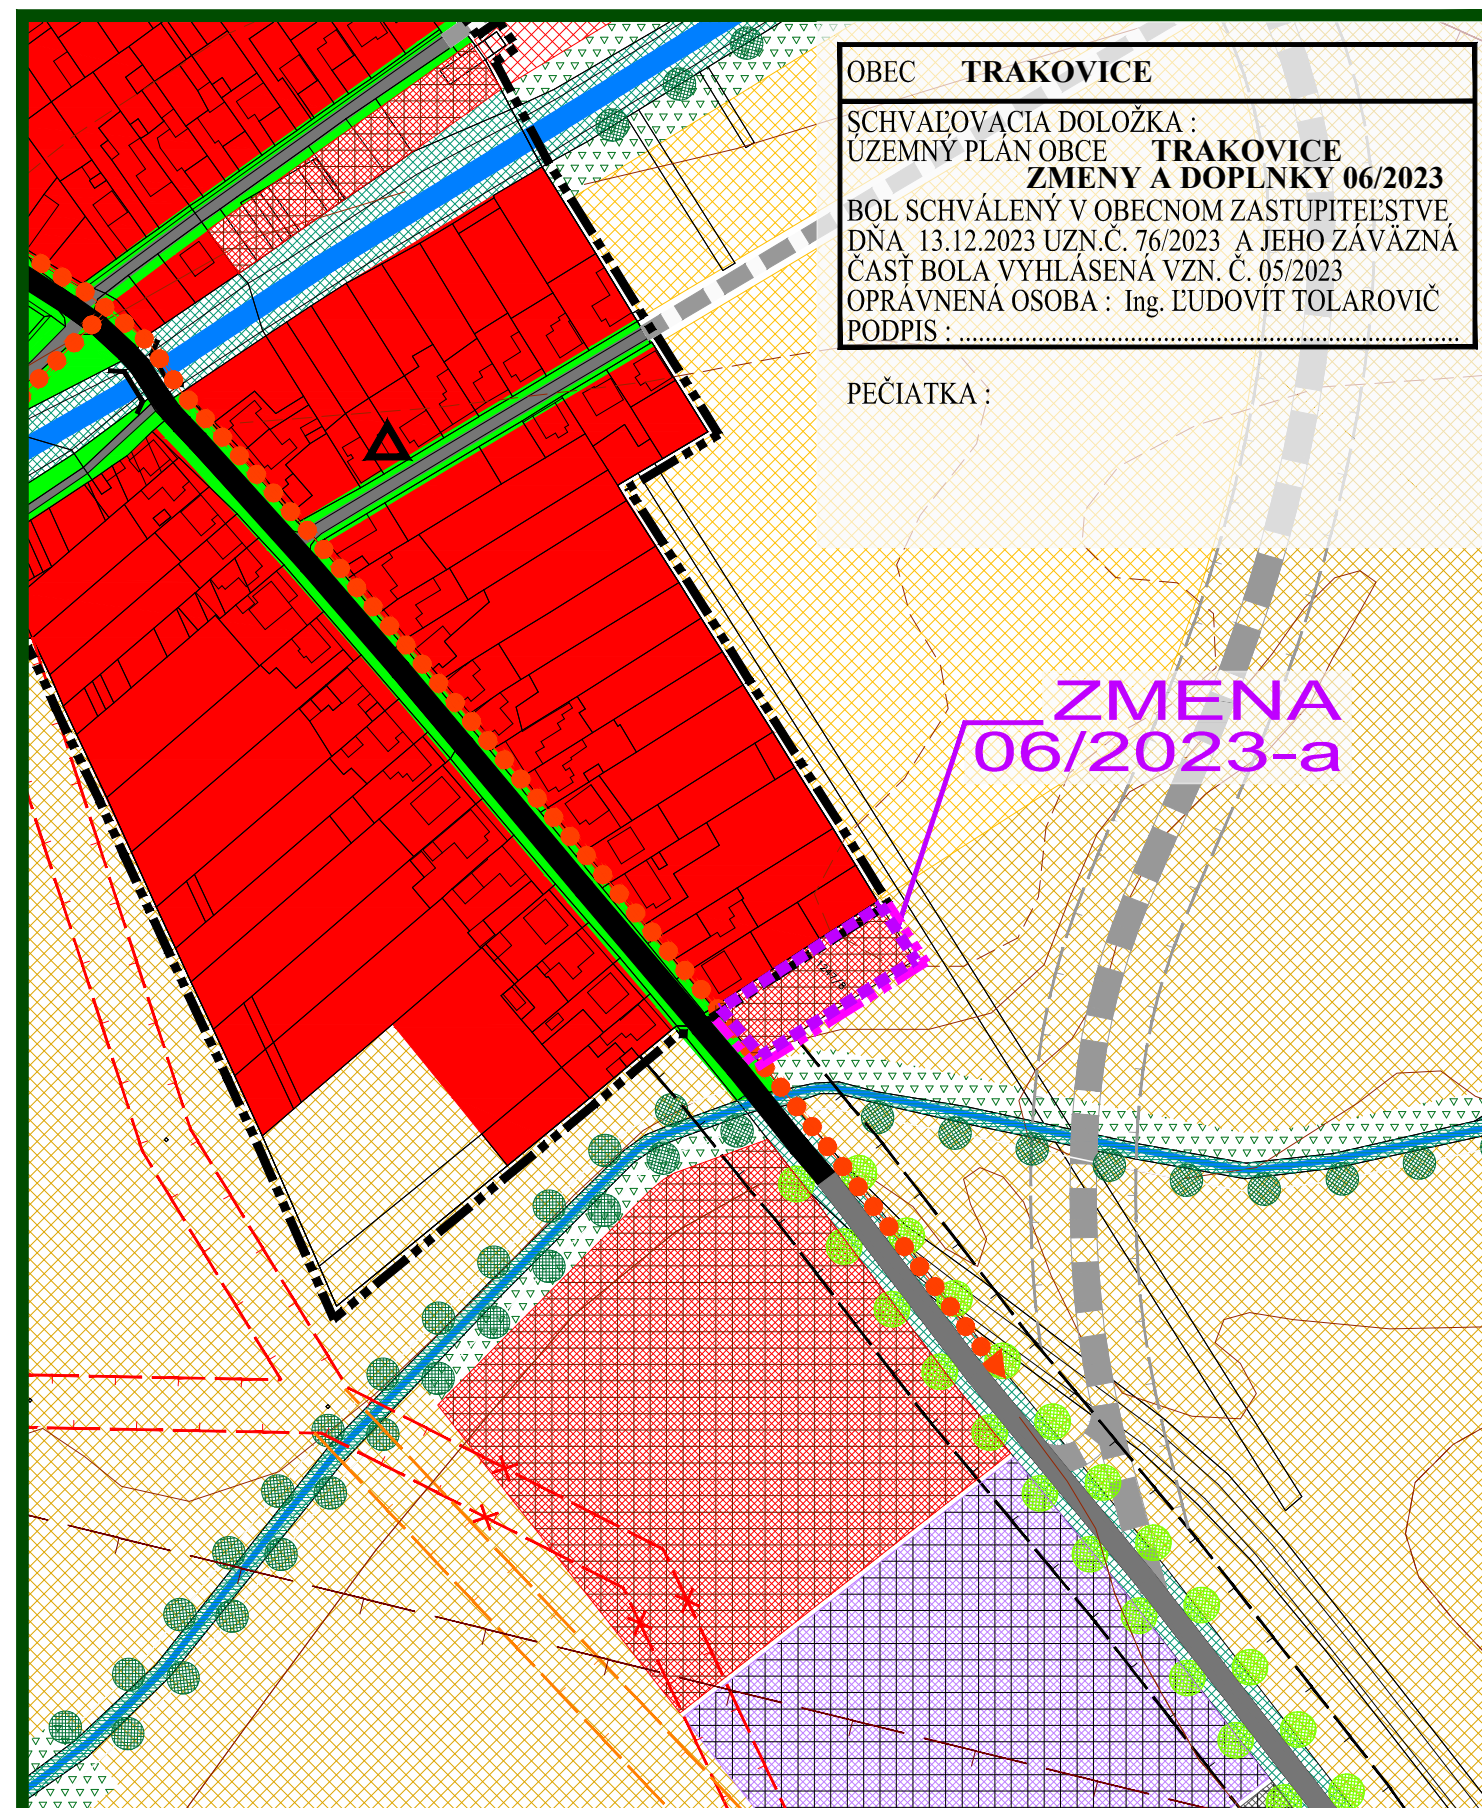 OBEC TRAKOVICE
SCHVAĽOVACIA DOLOŽKA :
ÚZEMNÝ PLÁN OBCE TRAKOVICE
ZMENY A DOPLNKY 06/2023
BOL SCHVÁLENÝ V OBECNOM ZASTUPITEĽSTVE
DŇA 13.12.2023 UZN.Č. 76/2023 A JEHO ZÁVÄZNÁ
ČASŤ BOLA VYHLÁSENÁ VZN. Č. 05/2023
OPRÁVNENÁ OSOBA : Ing. ĽUDOVÍT TOLAROVIČ
PODPIS : ............................................................................
PEČIATKA :
ZMENA
06/2023-a
1247/8